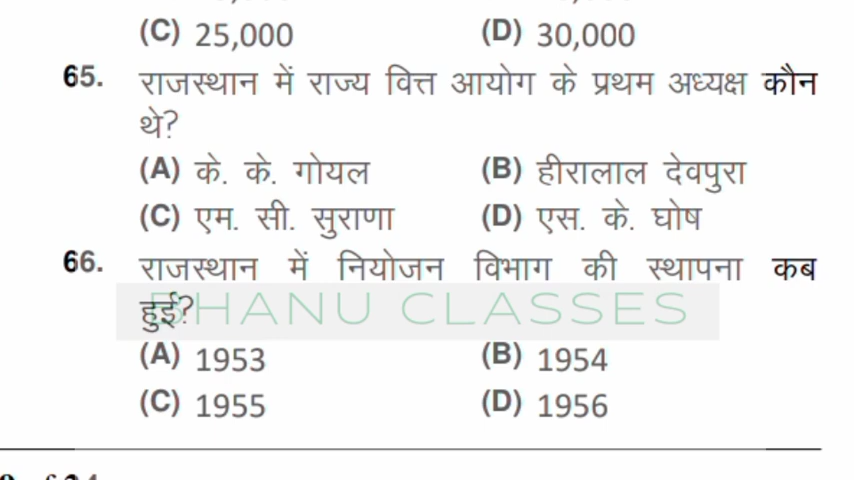 (C) 25,000 (D) 30,000
65. राजस्थान में राज्य वित्त आयोग के प्रथम अध्यक्ष कौन
थे?
(A) के. के. गोयल (B) हीरालाल देवपुरा
(C) एम. सी. सुराणा (D) एस. के. घोष
66. राजस्थान में नियोजन विभाग की स्थापना कब
हुई?
BHANU CLASSES
(A) 1953 (B) 1954
(C) 1955 (D) 1956